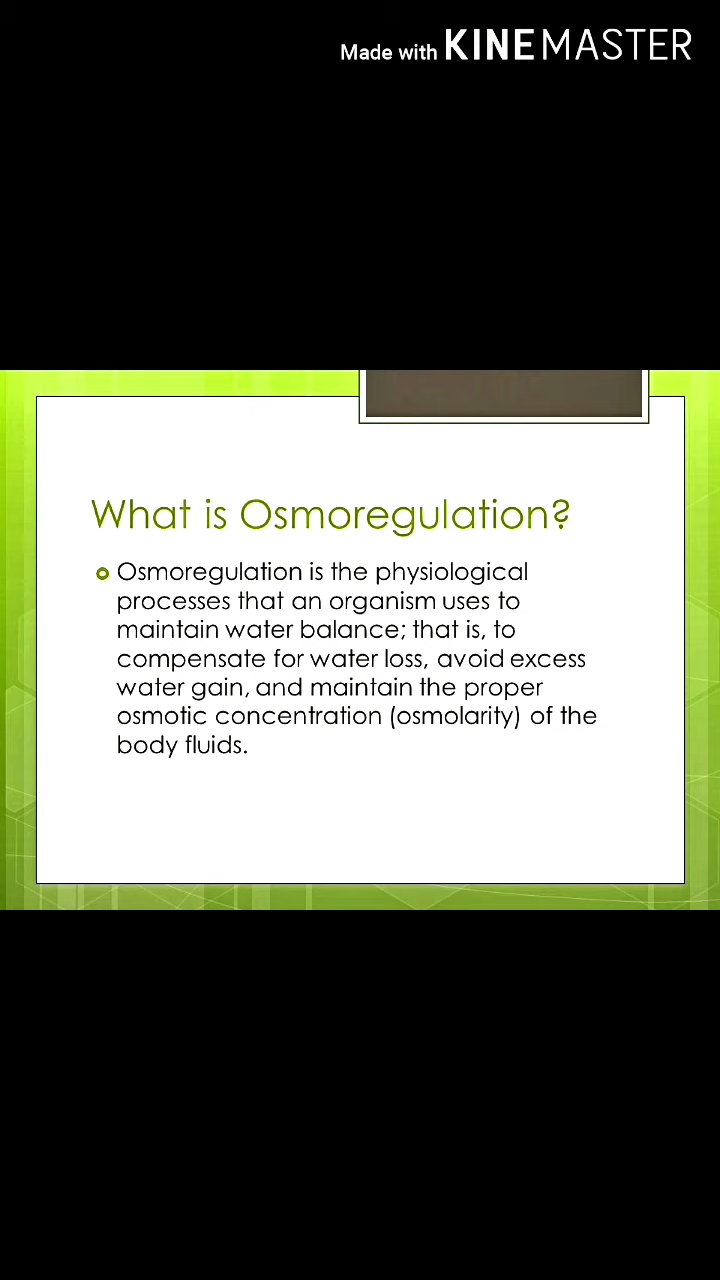 Made with KINEMASTER
What is Osmoregulation?
Osmoregulation is the physiological
processes that an organism uses to
maintain water balance; that is, to
compensate for water loss, avoid excess
water gain, and maintain the proper
osmotic concentration (osmolarity) of the
body fluids.